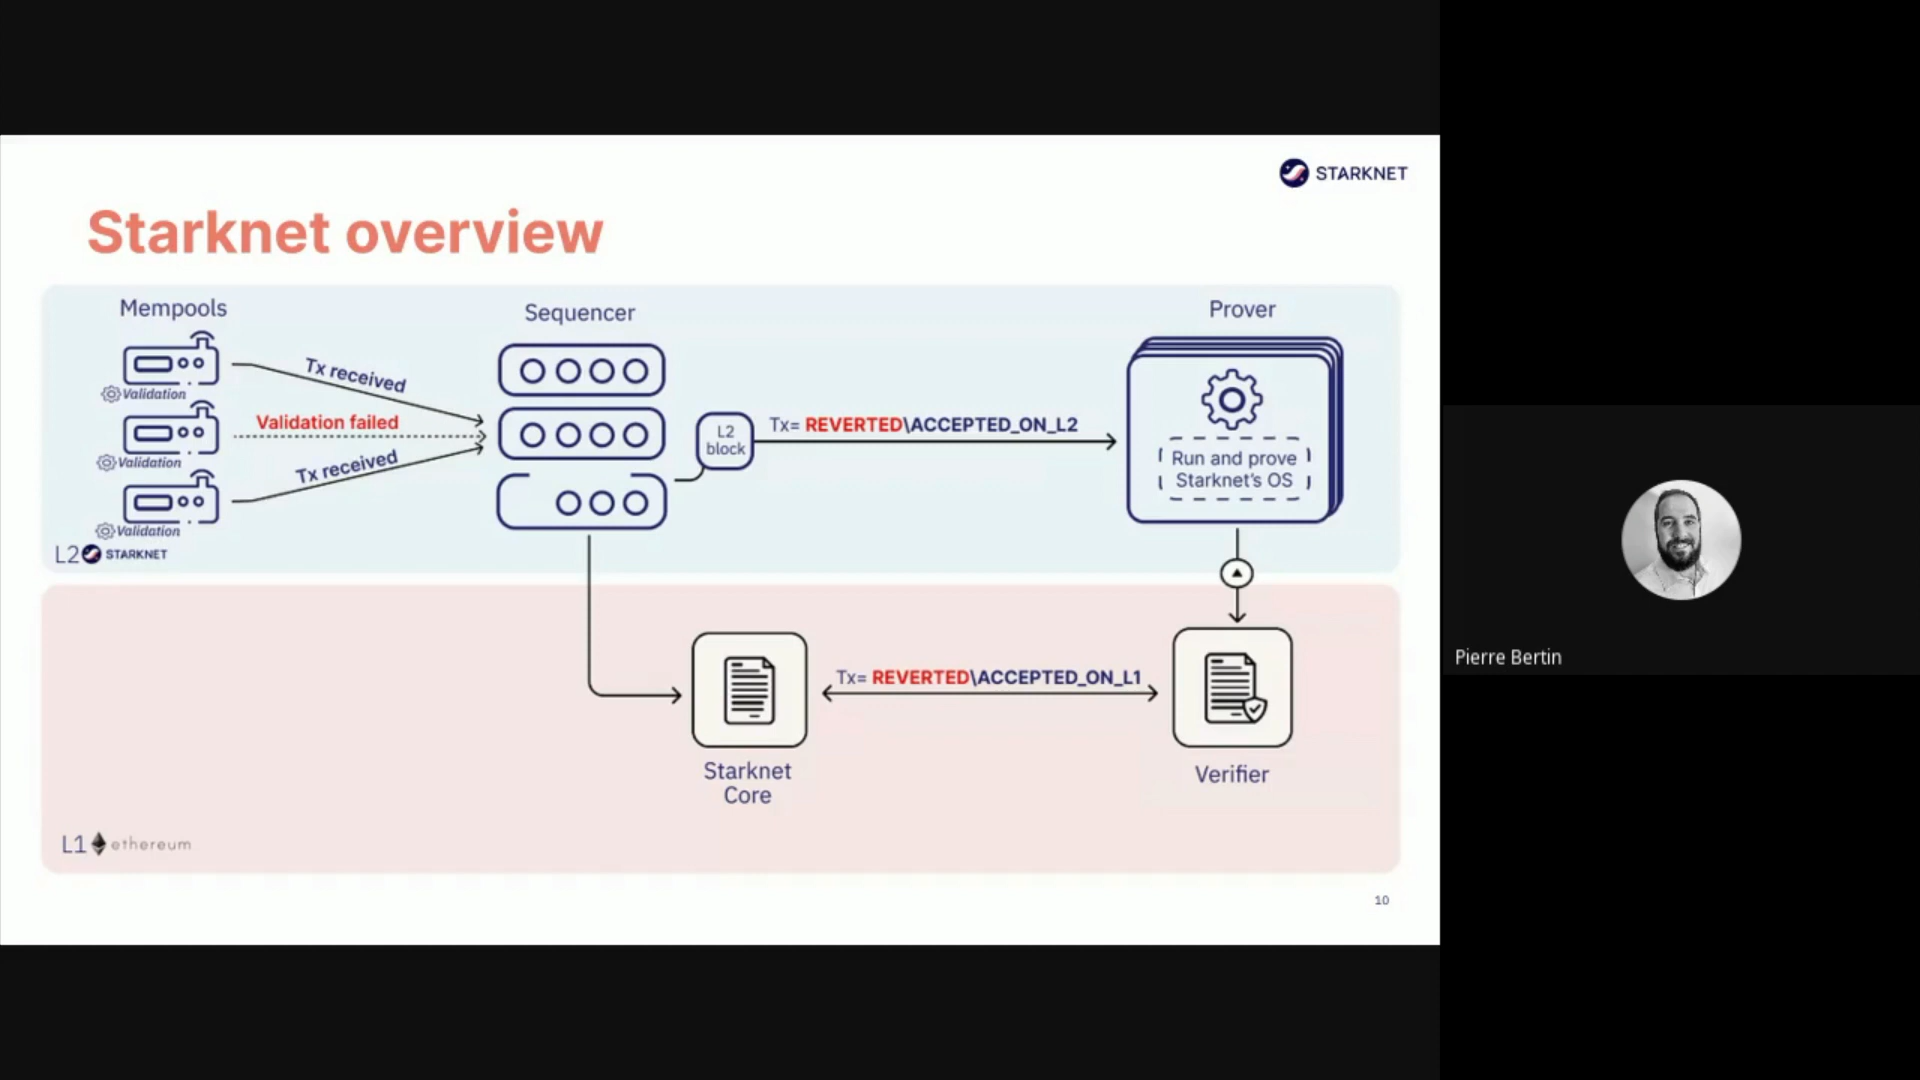 STARKNET
Starknet overview
Mempools
Sequencer
Prover
Tx received
Validation
Validation failed
Validation
Tx received
Validation
L2
block
Tx= REVERTED\ACCEPTED_ON_L2
Run and prove
Starknet's OS
L2 STARKNET
Tx= REVERTED\ACCEPTED_ON_L1
Starknet
Core
Verifier
L1 ethereum
10
Pierre Bertin